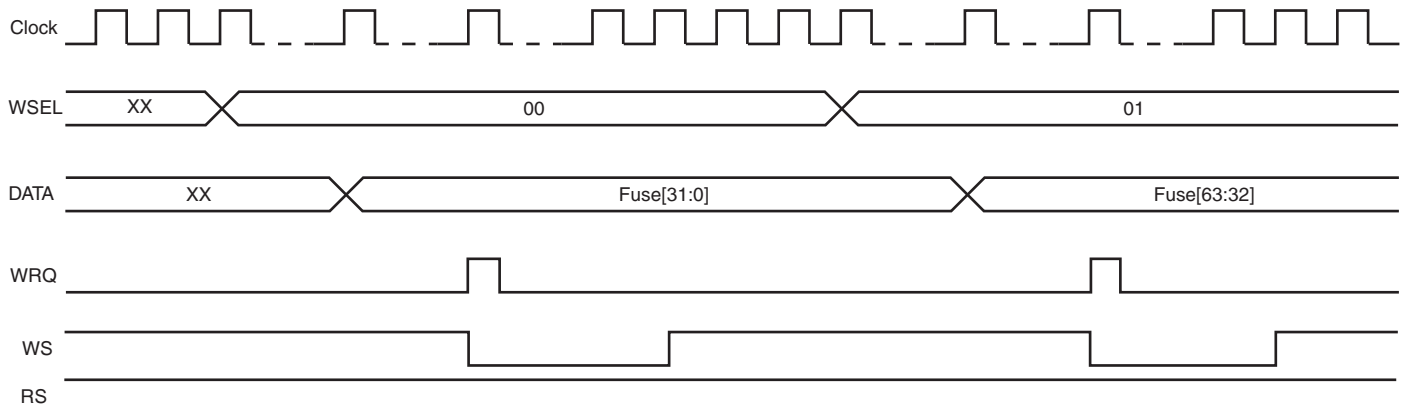 Clock
WSEL XX 00 01
DATA XX Fuse[31:0] Fuse[63:32]
WRQ
WS
RS